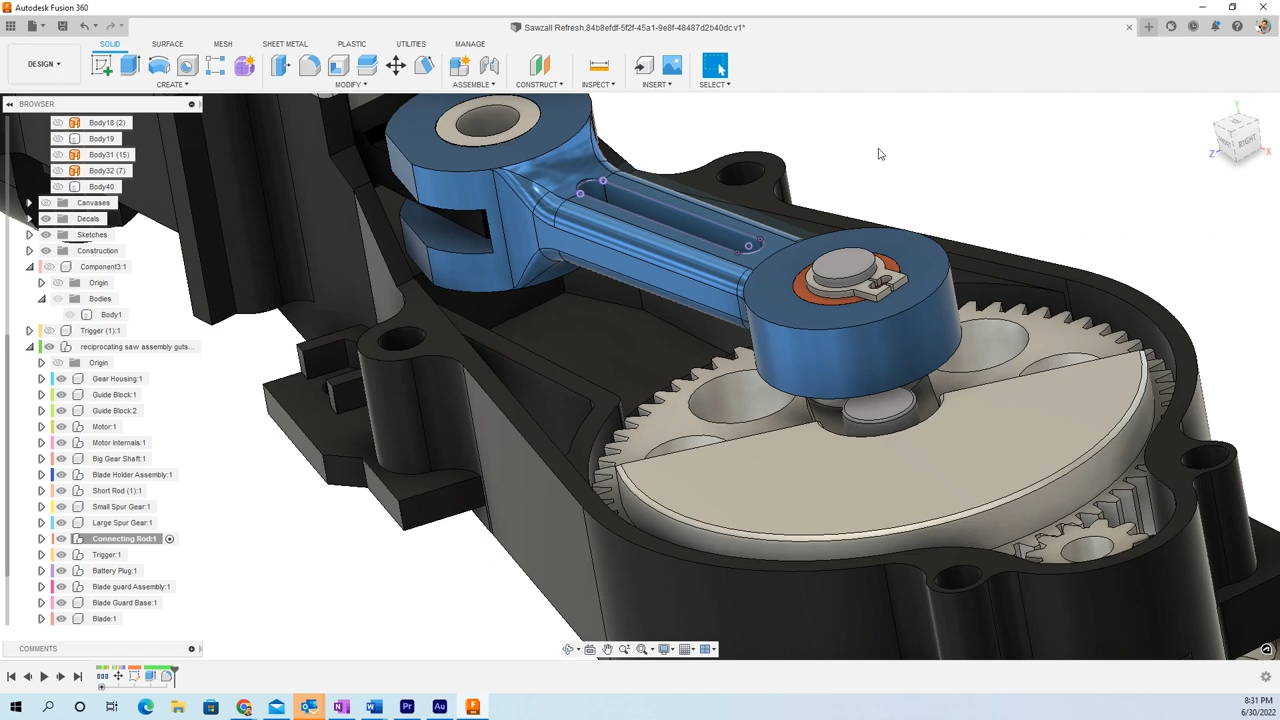 Autodesk Fusion 360
Sawzall Refresh.84b8efdf-5f2f-45a1-9e8f-48487d2b40dc v1*
SOLID SURFACE MESH SHEET METAL PLASTIC UTILITIES MANAGE
DESIGN
CREATE MODIFY ASSEMBLE CONSTRUCT INSPECT INSERT SELECT
BROWSER
Body18 (2)
Body19
Body31 (15)
Body32 (7)
Body40
Canvases
Decals
Sketches
Construction
Component3:1
Origin
Bodies
Body1
Trigger (1):1
reciprocating saw assembly guts...
Origin
Gear Housing:1
Guide Block:1
Guide Block:2
Motor:1
Motor Internals:1
Big Gear Shaft:1
Blade Holder Assembly:1
Short Rod (1):1
Small Spur Gear:1
Large Spur Gear:1
Connecting Rod:1
Trigger:1
Battery Plug:1
Blade guard Assembly:1
Blade Guard Base:1
Blade:1
COMMENTS
Y
RIGHT
Z
X
8:31 PM
6/30/2022